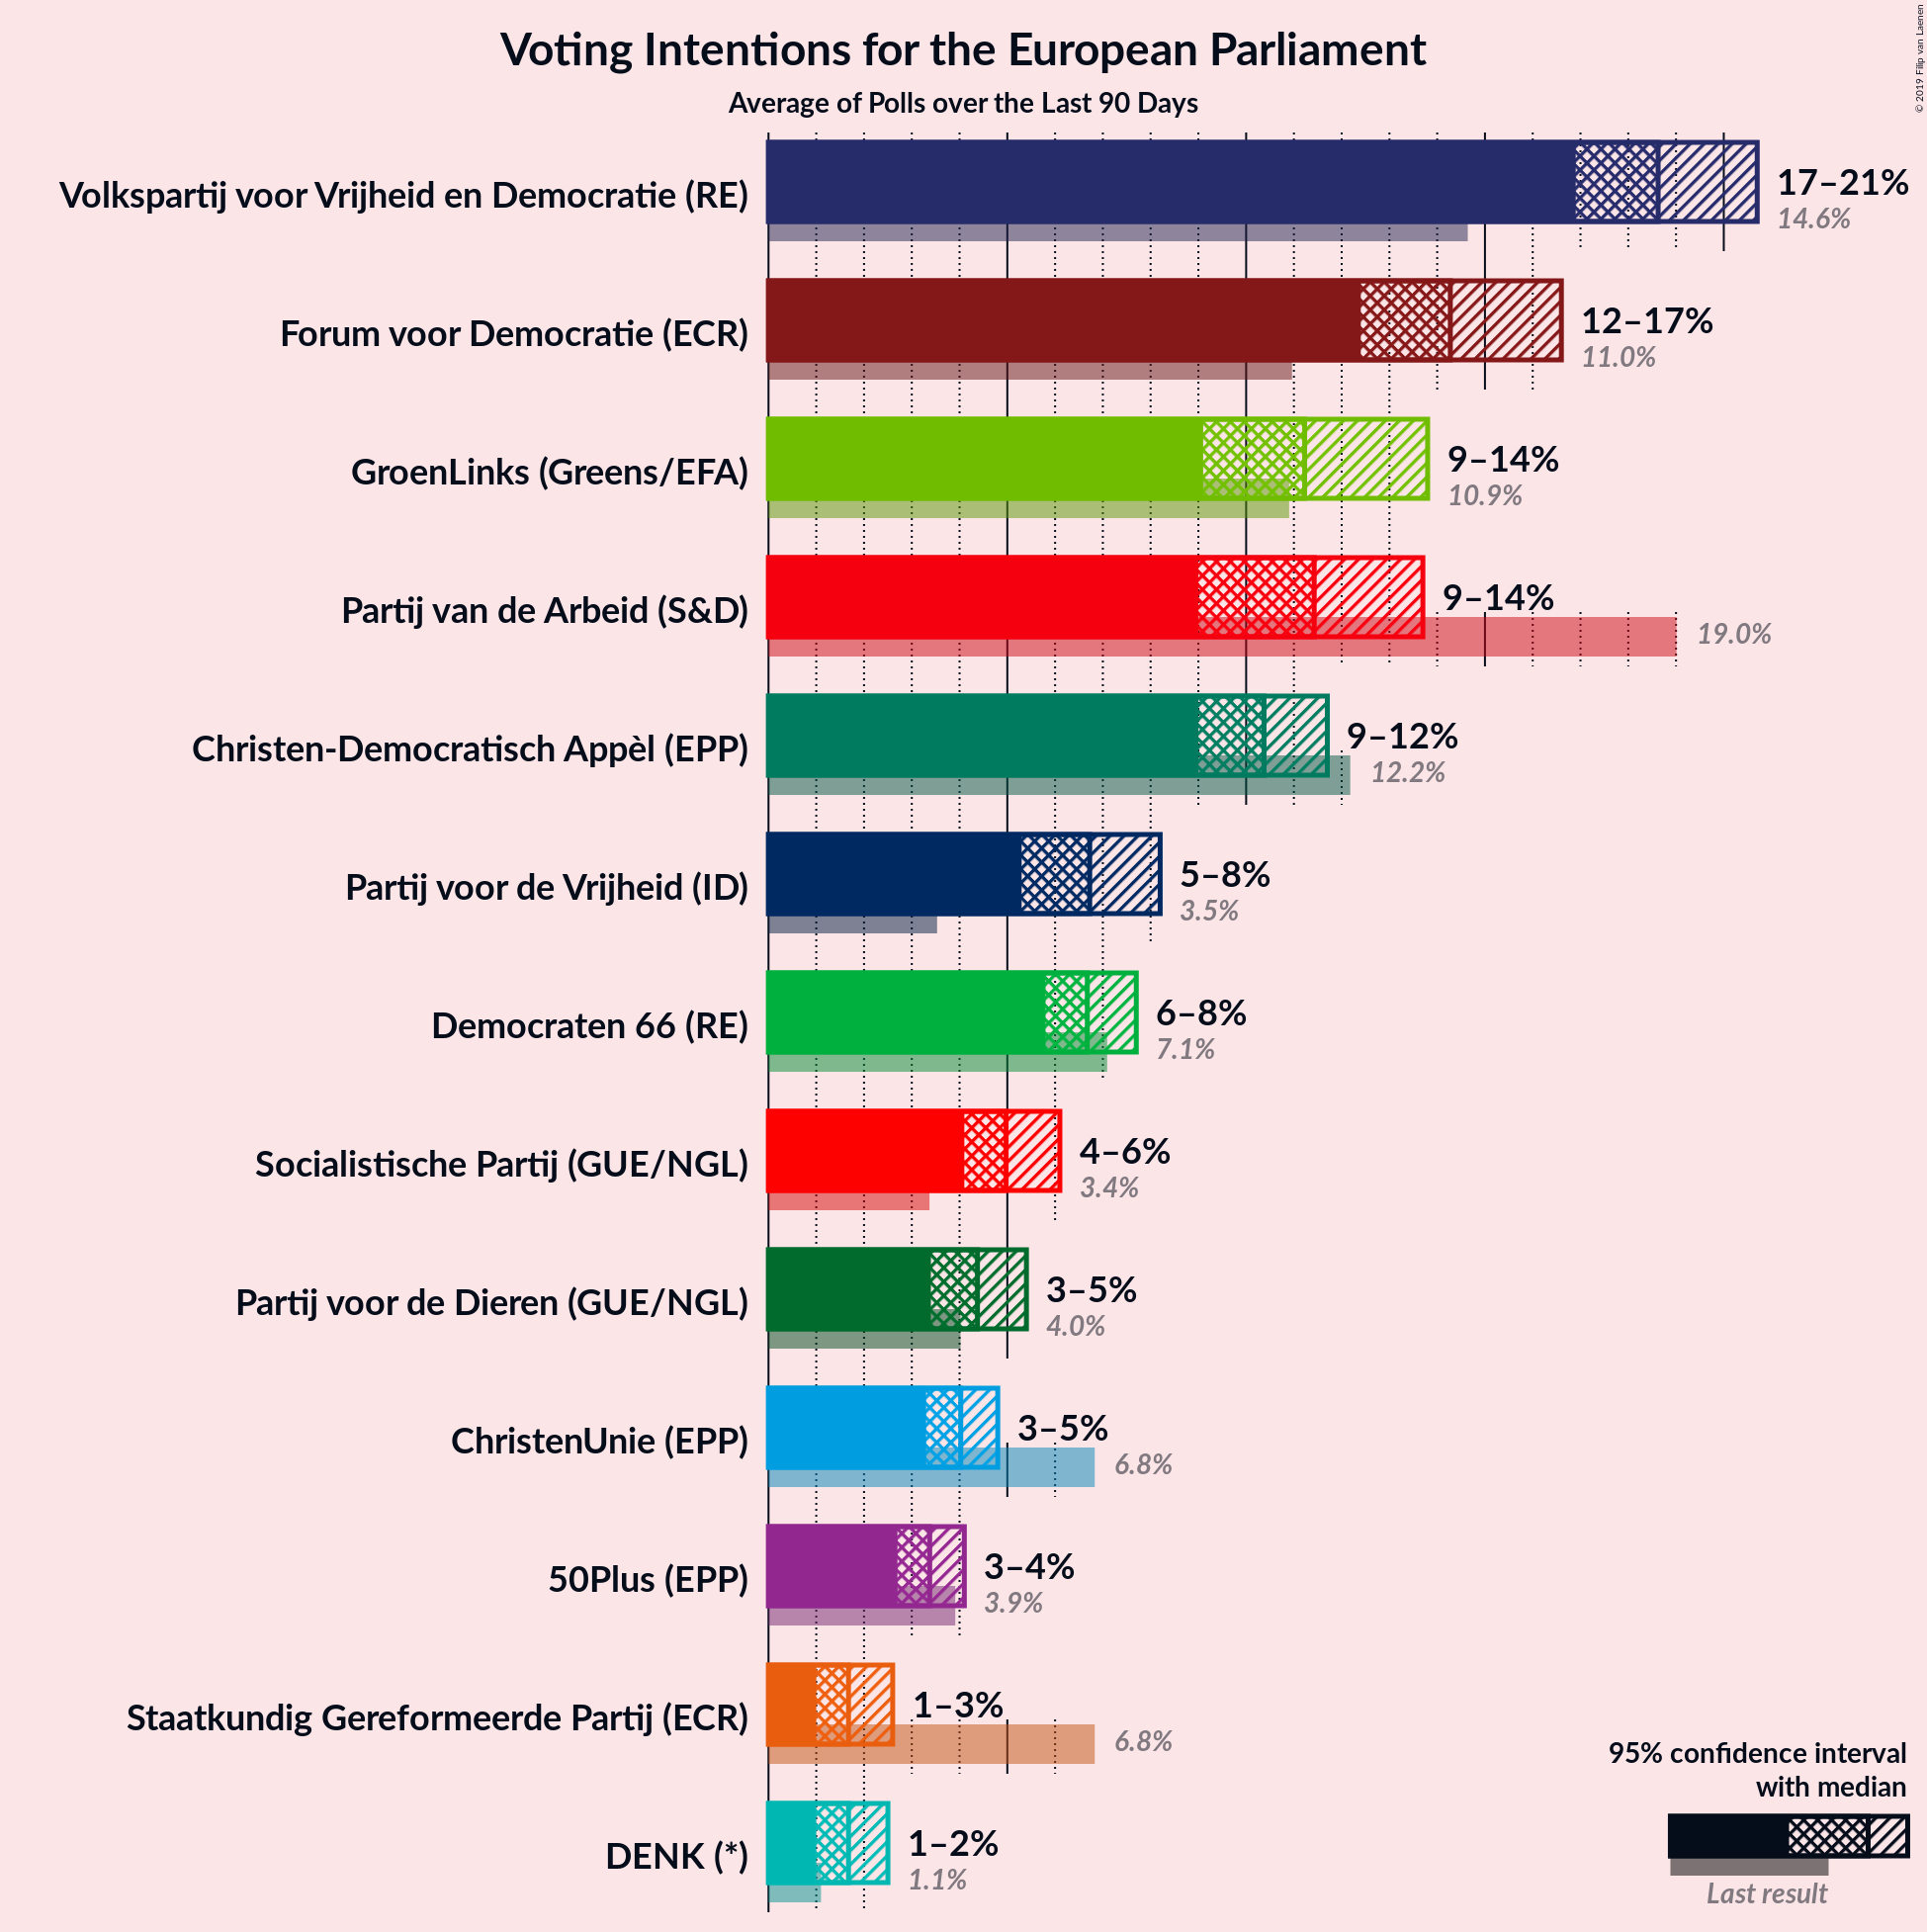 © 2019 Filip van Laenen
Voting Intentions for the European Parliament
Average of Polls over the Last 90 Days
Volkspartij voor Vrijheid en Democratie (RE)
17–21%
14.6%
Forum voor Democratie (ECR)
12–17%
11.0%
GroenLinks (Greens/EFA)
9–14%
10.9%
Partij van de Arbeid (S&D)
9–14%
19.0%
Christen-Democratisch Appèl (EPP)
9–12%
12.2%
Partij voor de Vrijheid (ID)
5–8%
3.5%
Democraten 66 (RE)
6–8%
7.1%
Socialistische Partij (GUE/NGL)
4–6%
3.4%
Partij voor de Dieren (GUE/NGL)
3–5%
4.0%
ChristenUnie (EPP)
3–5%
6.8%
50Plus (EPP)
3–4%
3.9%
Staatkundig Gereformeerde Partij (ECR)
1–3%
6.8%
DENK (*)
1–2%
1.1%
95% confidence interval
with median
Last result